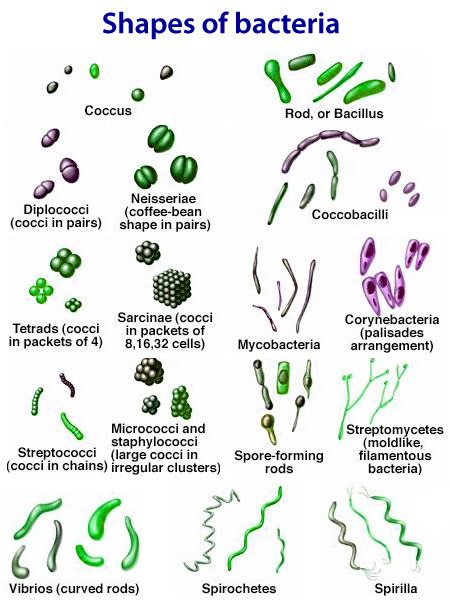 Shapes of bacteria
Coccus
Rod, or Bacillus
Diplococci
(cocci in pairs)
Neisseriae
(coffee-bean
shape in pairs)
Coccobacilli
Tetrads (cocci
in packets of 4)
Sarcinae (cocci
in packets of
8,16,32 cells)
Mycobacteria
Corynebacteria
(palisades
arrangement)
Streptococci
(cocci in chains)
Micrococci and
staphylococci
(large cocci in
irregular clusters)
Spore-forming
rods
Streptomycetes
(moldlike,
filamentous
bacteria)
Vibrios (curved rods)
Spirochetes
Spirilla